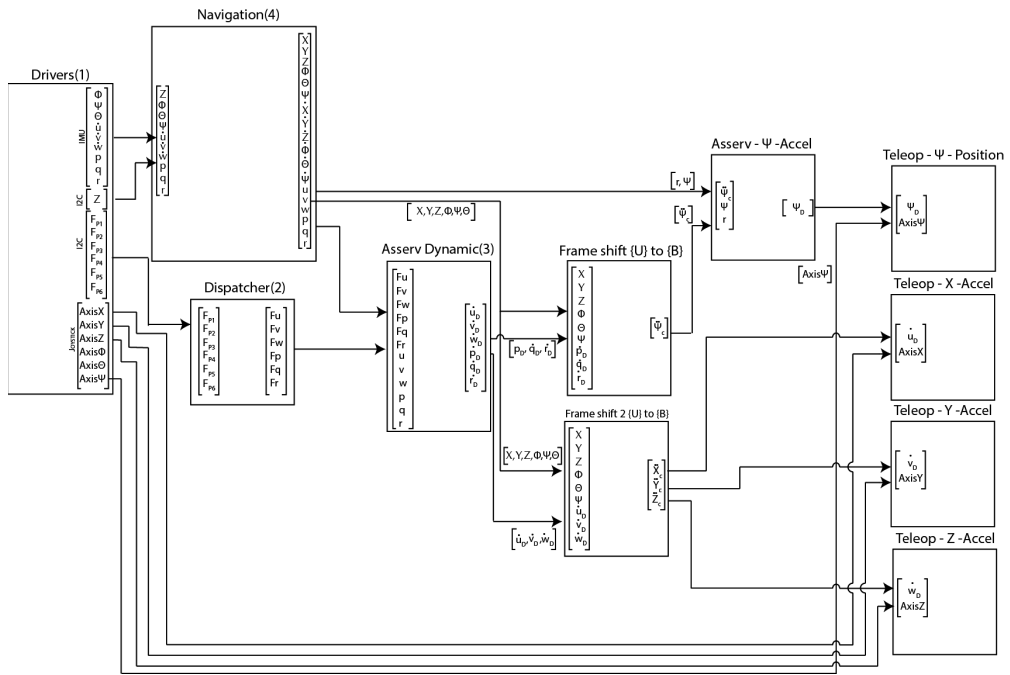 Navigation(4)
Z
Φ
Θ
Ψ
u̇
v̇
ẇ
p
q
r
X
Y
Z
Φ
Θ
Ψ
Ẋ
Ẏ
Ż
Φ̇
Θ̇
Ψ̇
u
v
w
p
q
r
Drivers(1)
IMU
Φ
Ψ
Θ
u̇
v̇
ẇ
p
q
r
I2C
Z
I2C
F_P1
F_P2
F_P3
F_P4
F_P5
F_P6
Joystick
AxisX
AxisY
AxisZ
AxisΦ
AxisΘ
AxisΨ
Dispatcher(2)
F_P1
F_P2
F_P3
F_P4
F_P5
F_P6
Fu
Fv
Fw
Fp
Fq
Fr
Asserv Dynamic(3)
Fu
Fv
Fw
Fp
Fq
Fr
u
v
w
p
q
r
u̇_D
v̇_D
ẇ_D
ṗ_D
q̇_D
ṙ_D
[ X,Y,Z,Φ,Ψ,Θ]
[ṗ_D, q̇_D, ṙ_D]
Frame shift {U} to {B}
X
Y
Z
Φ
Θ
Ψ
ṗ_D
q̇_D
ṙ_D
[Ψ̈_c]
[X,Y,Z,Φ,Ψ,Θ]
[u̇_D,v̇_D,ẇ_D]
Frame shift 2 {U} to {B}
X
Y
Z
Φ
Θ
Ψ
u̇_D
v̇_D
ẇ_D
Ẍ_c
Ÿ_c
Z̈_c
[r, Ψ]
[Ψ̈_c]
Asserv - Ψ -Accel
Ψ̈_c
Ψ
r
[ Ψ_D]
[AxisΨ]
Teleop - Ψ - Position
Ψ_D
AxisΨ
Teleop - X -Accel
u̇_D
AxisX
Teleop - Y -Accel
v̇_D
AxisY
Teleop - Z -Accel
ẇ_D
AxisZ